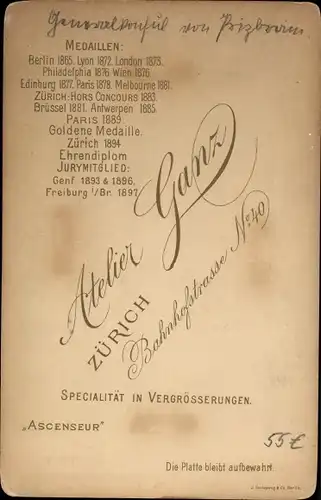 Generalkonsul von Przibram
MEDAILLEN:
Berlin 1865. Lyon 1872. London 1873.
Philadelphia 1876. Wien 1876.
Edinburg 1877. Paris 1878. Melbourne 1881.
ZÜRICH: HORS CONCOURS 1883.
Brüssel 1881. Antwerpen 1885.
PARIS 1889
Goldene Medaille.
Zürich 1894
Ehrendiplom
JURYMITGLIED:
Genf 1893 & 1896,
Freiburg i/Br. 1897.
Atelier Ganz
ZÜRICH
Bahnhofstrasse No. 40
SPECIALITÄT IN VERGRÖSSERUNGEN.
„ASCENSEUR"
55 €
Die Platte bleibt aufbewahrt.